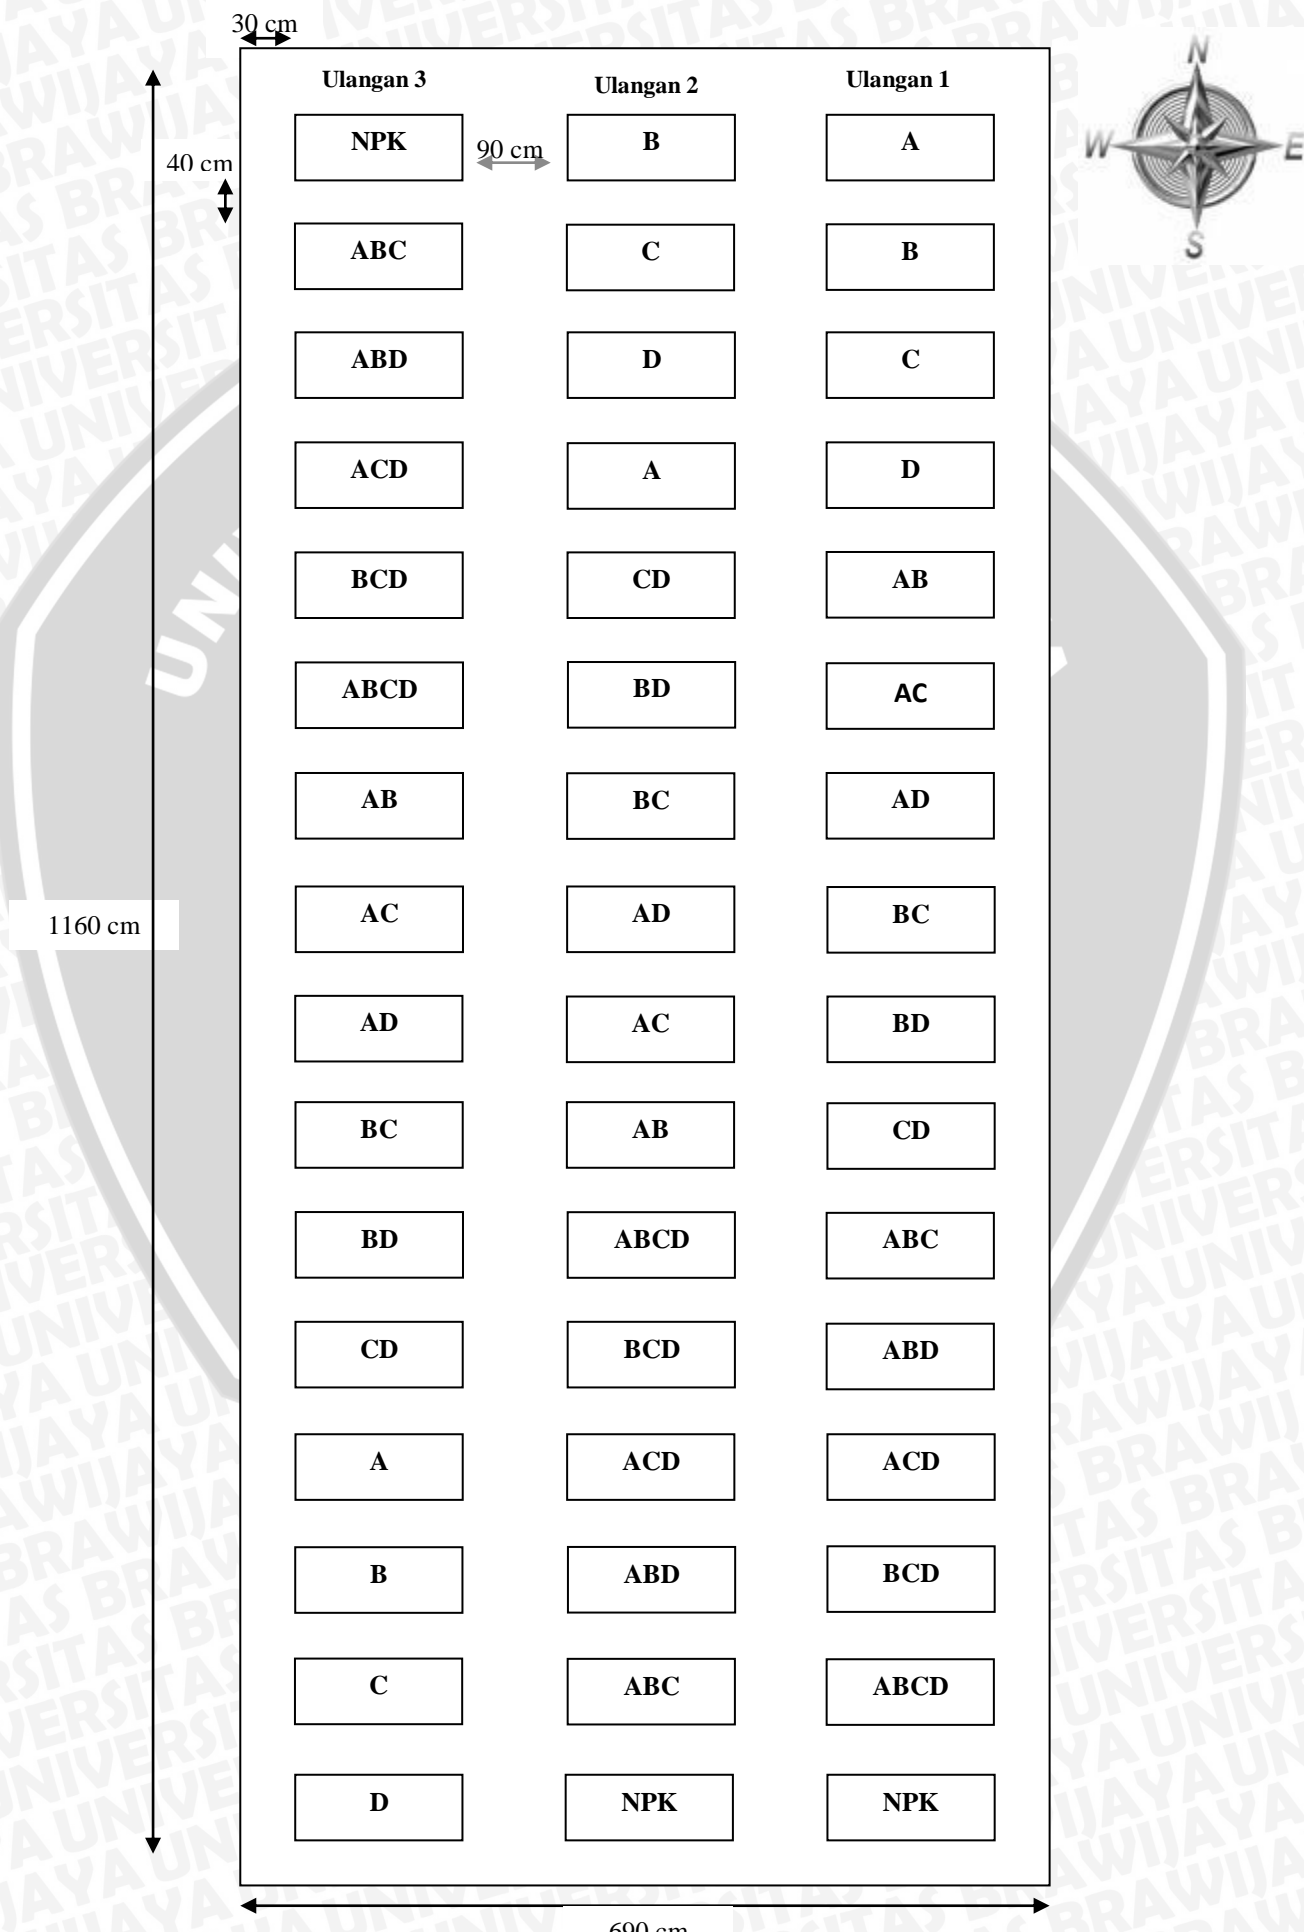 30 cm
Ulangan 3 Ulangan 2 Ulangan 1
N
W E
S
NPK 90 cm B A
40 cm
ABC C B
ABD D C
ACD A D
BCD CD AB
ABCD BD AC
AB BC AD
AC AD BC
1160 cm
AD AC BD
BC AB CD
BD ABCD ABC
CD BCD ABD
A ACD ACD
B ABD BCD
C ABC ABCD
D NPK NPK
690 cm